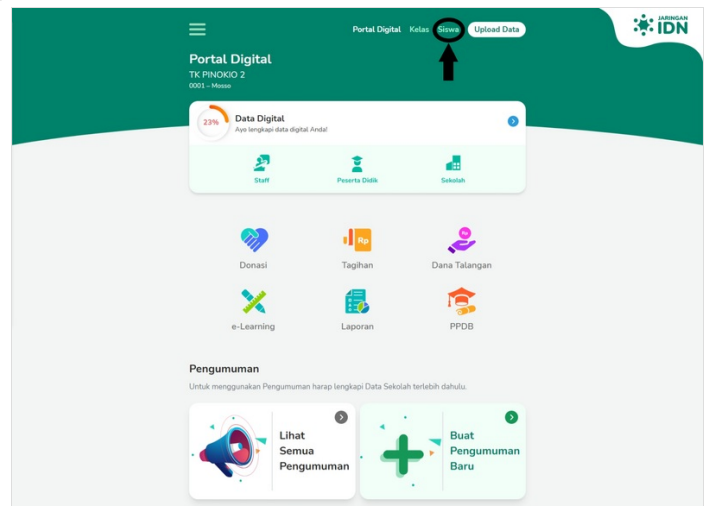 Portal Digital Kelas Siswa Upload Data
JARINGAN
IDN
Portal Digital
TK PINOKIO 2
0001 – Mosso
23%
Data Digital
Ayo lengkapi data digital Anda!
Staff Peserta Didik Sekolah
Rp
Rp
Donasi Tagihan Dana Talangan
e-Learning Laporan PPDB
Pengumuman
Untuk menggunakan Pengumuman harap lengkapi Data Sekolah terlebih dahulu.
Lihat
Semua
Pengumuman
Buat
Pengumuman
Baru